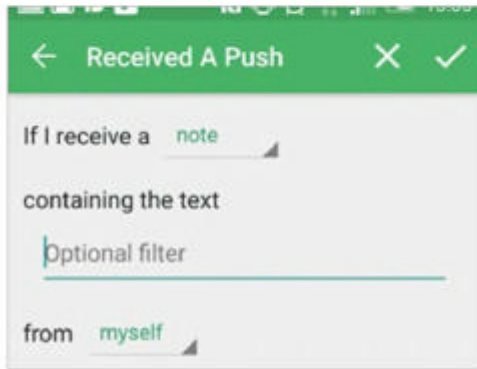 Received A Push
If I receive a note
containing the text
Optional filter
from myself